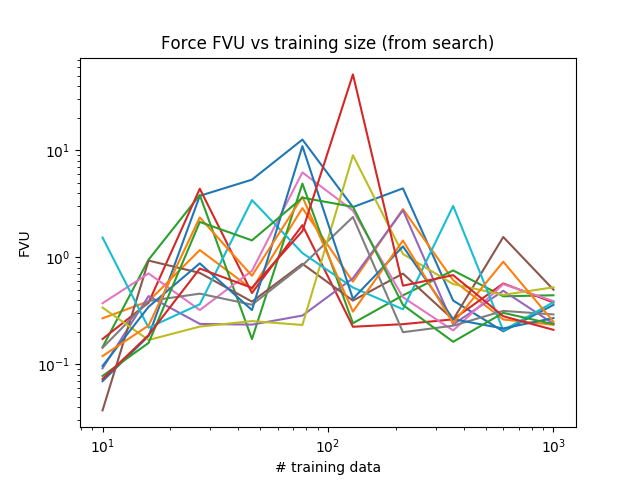 Force FVU vs training size (from search)
FVU
10¹
10⁰
10⁻¹
10¹ 10² 10³
# training data